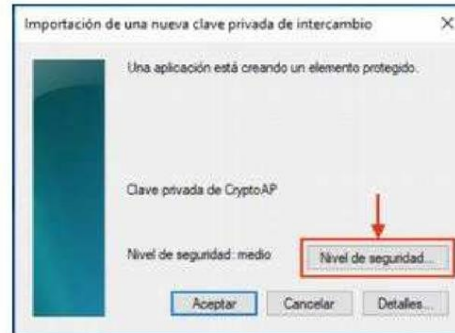 Importación de una nueva clave privada de intercambio
Una aplicación está creando un elemento protegido.
Clave privada de CryptoAP
Nivel de seguridad: medio
Nivel de seguridad...
Aceptar
Cancelar
Detalles...